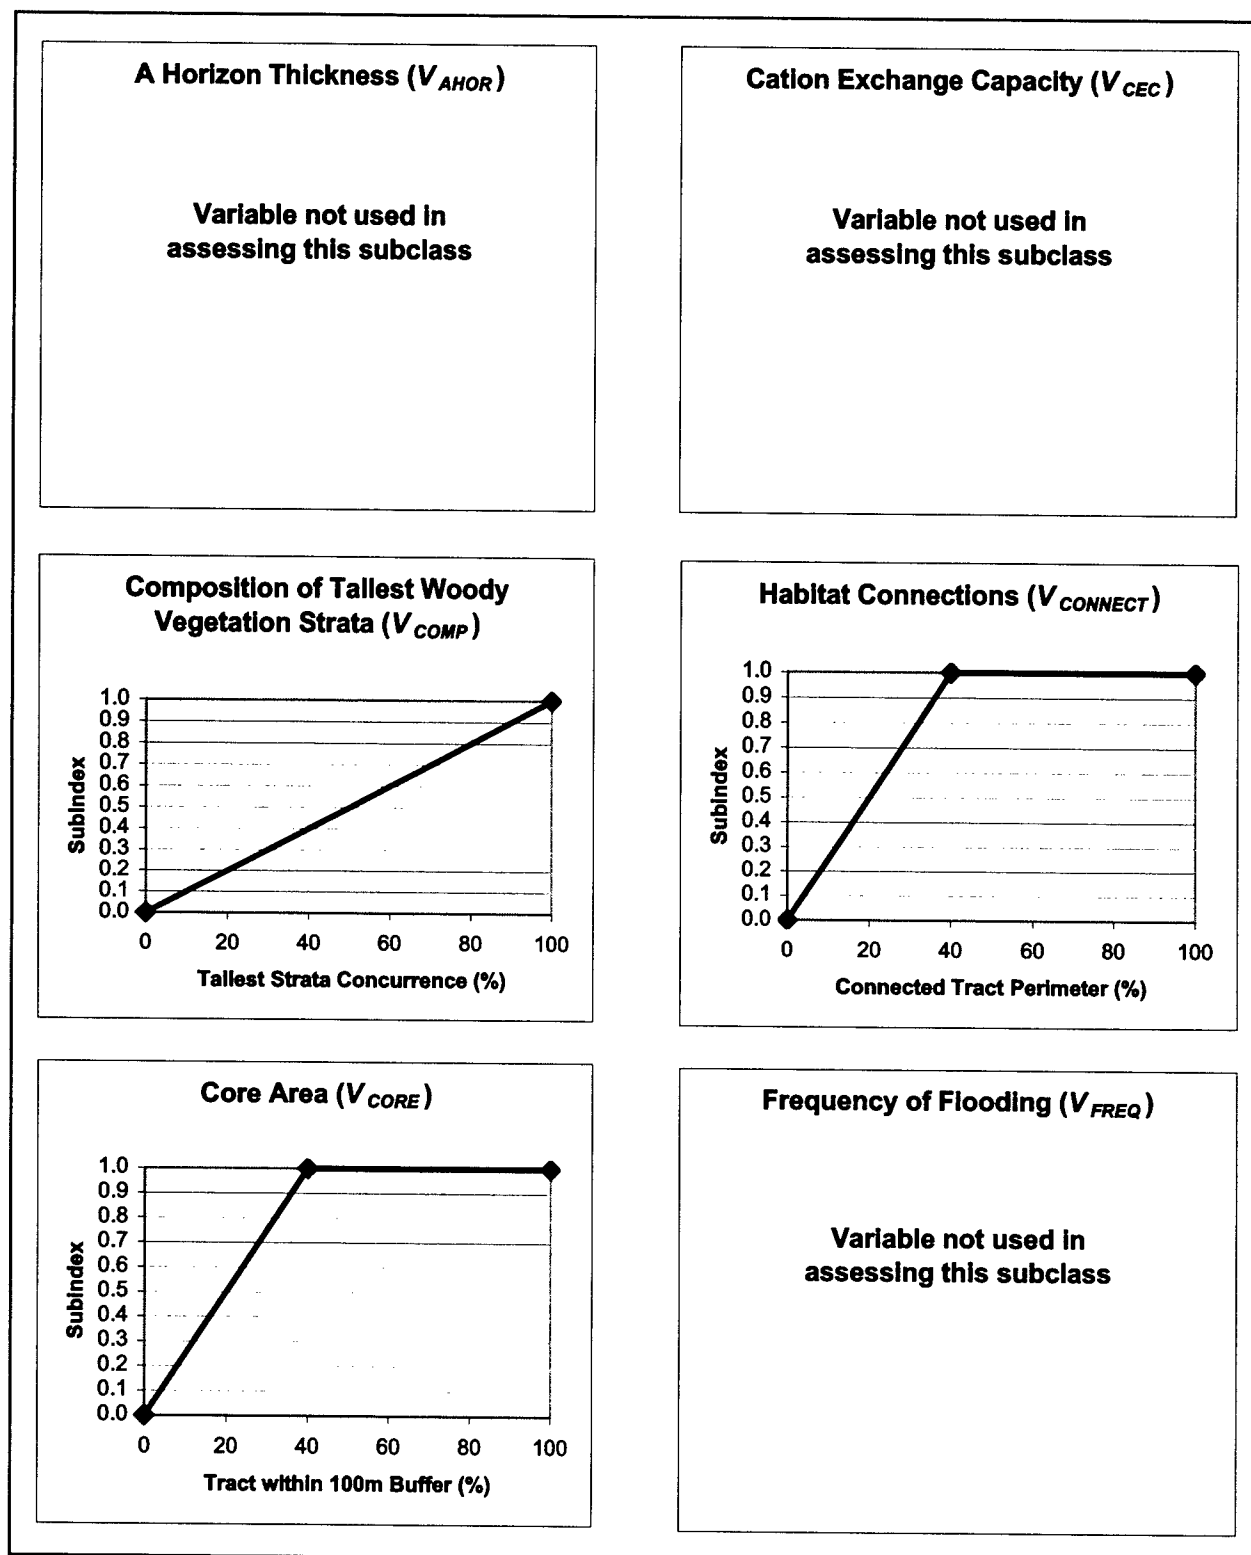 A Horizon Thickness (V AHOR)
Variable not used in
assessing this subclass
Cation Exchange Capacity (V CEC)
Variable not used in
assessing this subclass
Composition of Tallest Woody
Vegetation Strata (V COMP)
1.0
0.9
0.8
0.7
0.6
0.5
0.4
0.3
0.2
0.1
0.0
SubIndex
0 20 40 60 80 100
Tallest Strata Concurrence (%)
Habitat Connections (V CONNECT)
1.0
0.9
0.8
0.7
0.6
0.5
0.4
0.3
0.2
0.1
0.0
SubIndex
0 20 40 60 80 100
Connected Tract Perimeter (%)
Core Area (V CORE)
1.0
0.9
0.8
0.7
0.6
0.5
0.4
0.3
0.2
0.1
0.0
SubIndex
0 20 40 60 80 100
Tract within 100m Buffer (%)
Frequency of Flooding (V FREQ)
Variable not used in
assessing this subclass